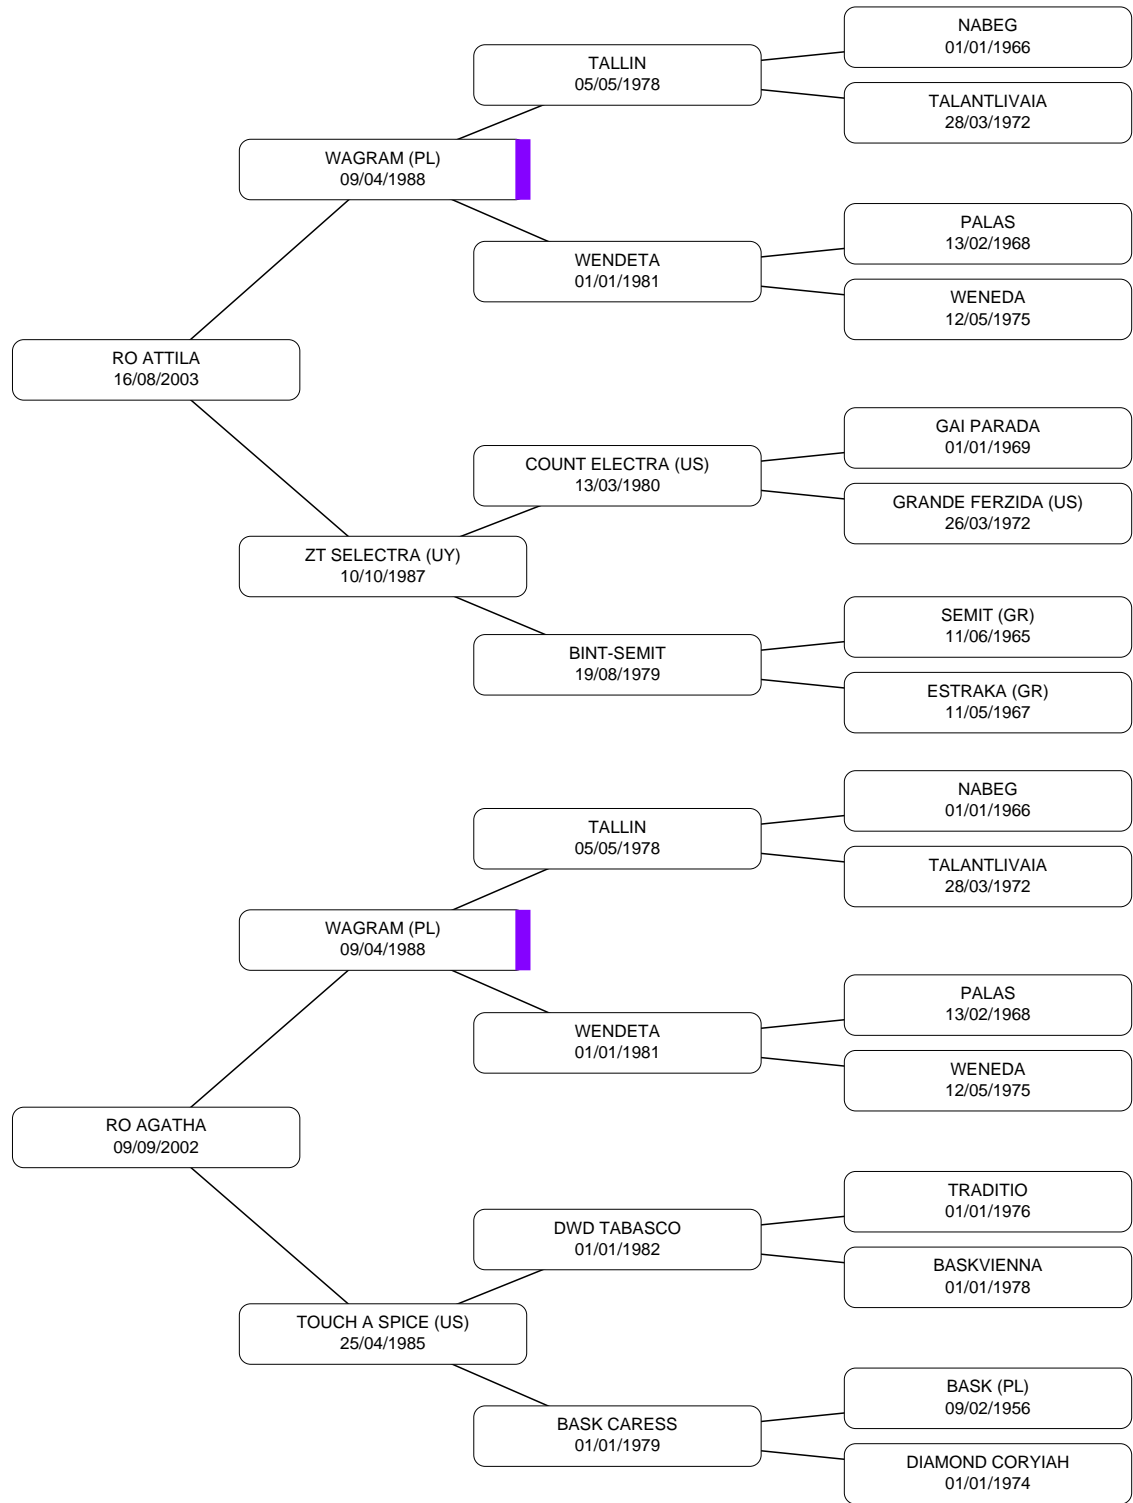 NABEG
01/01/1966
TALLIN
05/05/1978
TALANTLIVAIA
28/03/1972
WAGRAM (PL)
09/04/1988
PALAS
13/02/1968
WENDETA
01/01/1981
WENEDA
12/05/1975
RO ATTILA
16/08/2003
GAI PARADA
01/01/1969
COUNT ELECTRA (US)
13/03/1980
GRANDE FERZIDA (US)
26/03/1972
ZT SELECTRA (UY)
10/10/1987
SEMIT (GR)
11/06/1965
BINT-SEMIT
19/08/1979
ESTRAKA (GR)
11/05/1967
NABEG
01/01/1966
TALLIN
05/05/1978
TALANTLIVAIA
28/03/1972
WAGRAM (PL)
09/04/1988
PALAS
13/02/1968
WENDETA
01/01/1981
WENEDA
12/05/1975
RO AGATHA
09/09/2002
TRADITIO
01/01/1976
DWD TABASCO
01/01/1982
BASKVIENNA
01/01/1978
TOUCH A SPICE (US)
25/04/1985
BASK (PL)
09/02/1956
BASK CARESS
01/01/1979
DIAMOND CORYIAH
01/01/1974